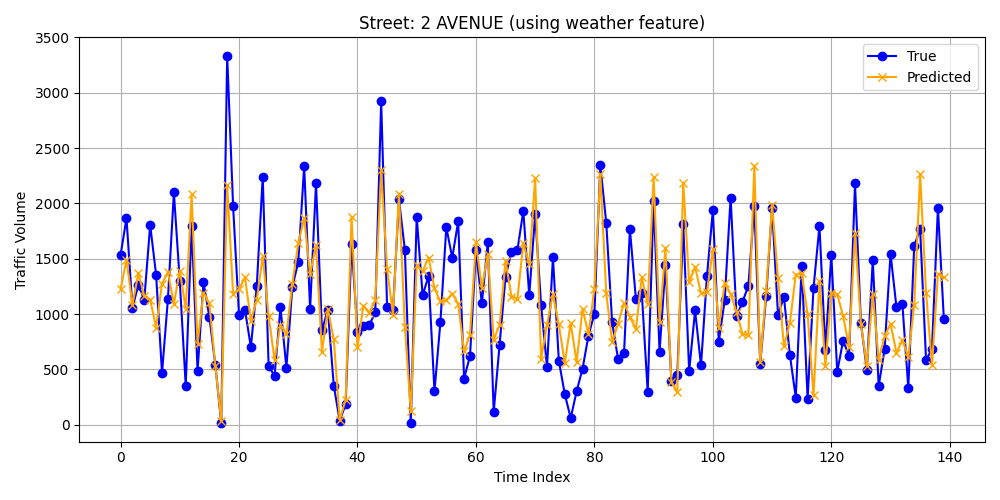 Street: 2 AVENUE (using weather feature)
True
Predicted
Traffic Volume
3500
3000
2500
2000
1500
1000
500
0
0 20 40 60 80 100 120 140
Time Index